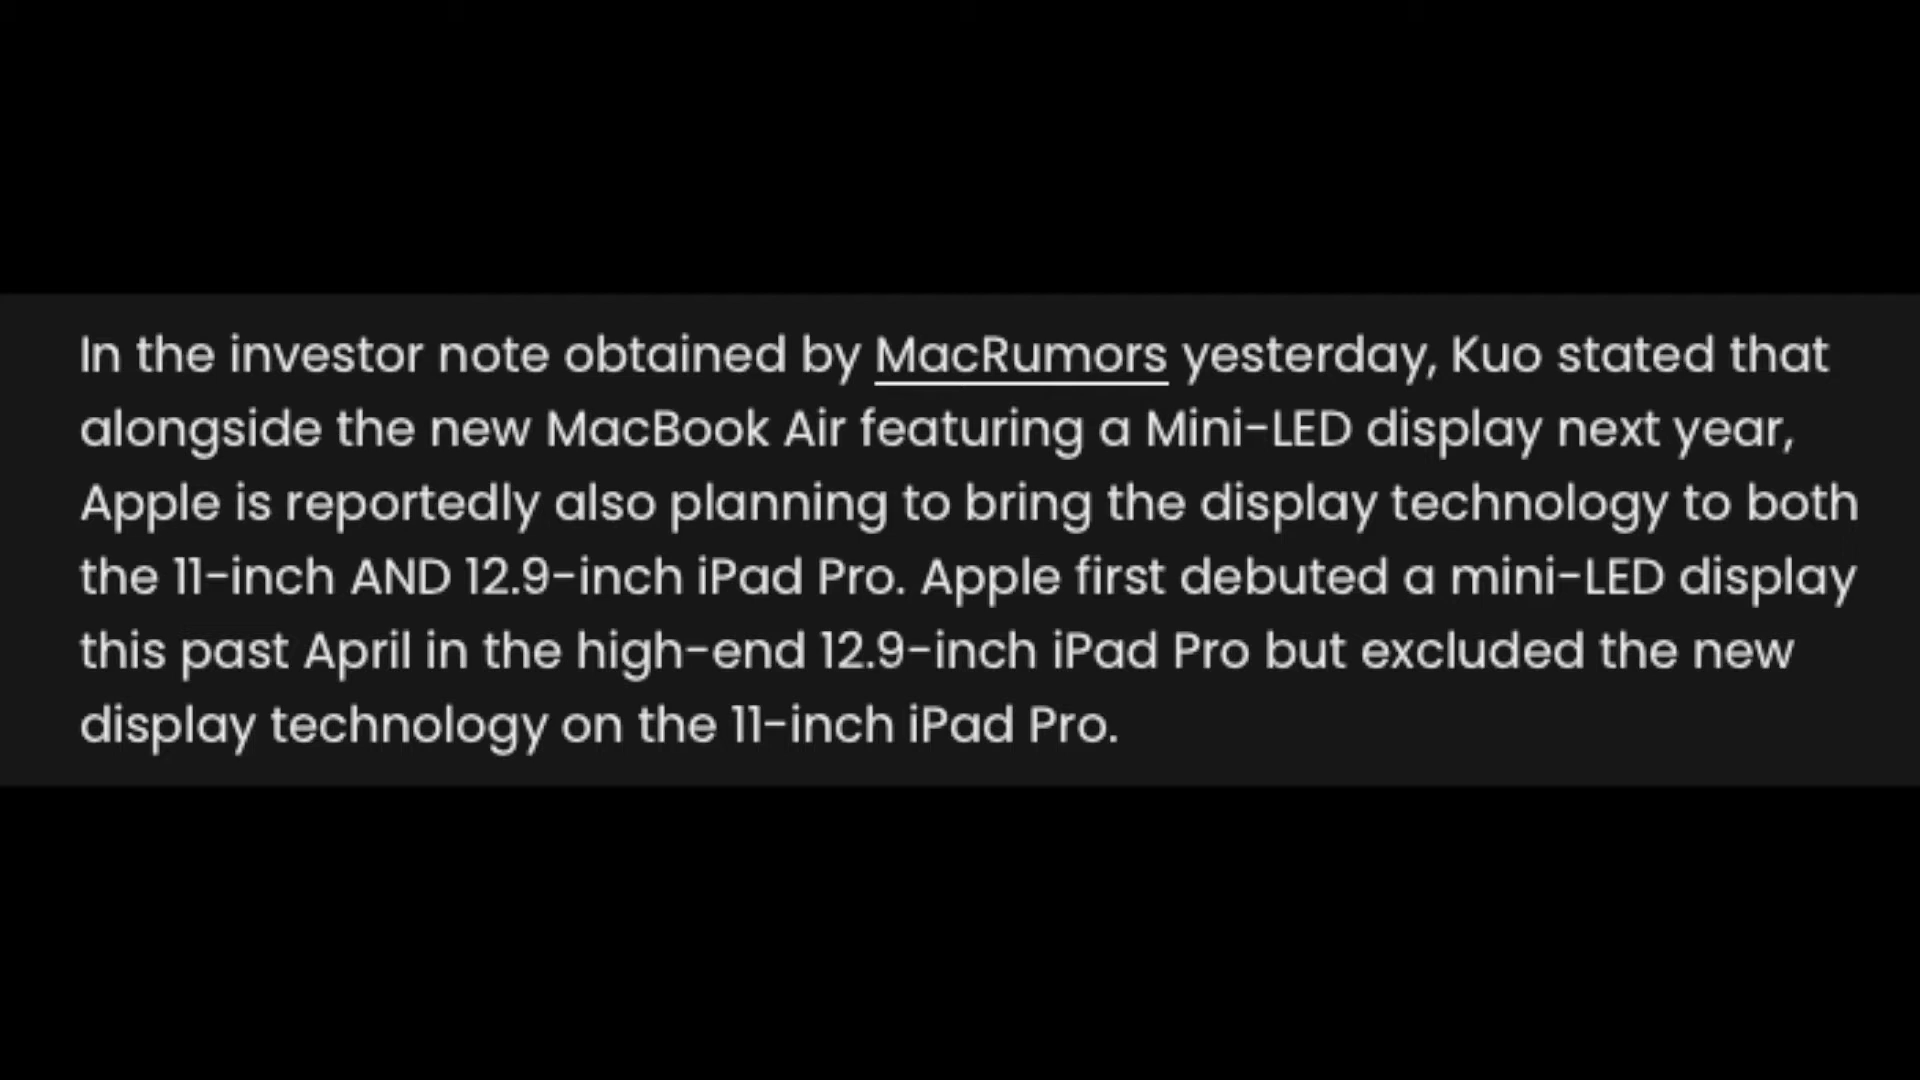 In the investor note obtained by MacRumors yesterday, Kuo stated that
alongside the new MacBook Air featuring a Mini-LED display next year,
Apple is reportedly also planning to bring the display technology to both
the 11-inch AND 12.9-inch iPad Pro. Apple first debuted a mini-LED display
this past April in the high-end 12.9-inch iPad Pro but excluded the new
display technology on the 11-inch iPad Pro.